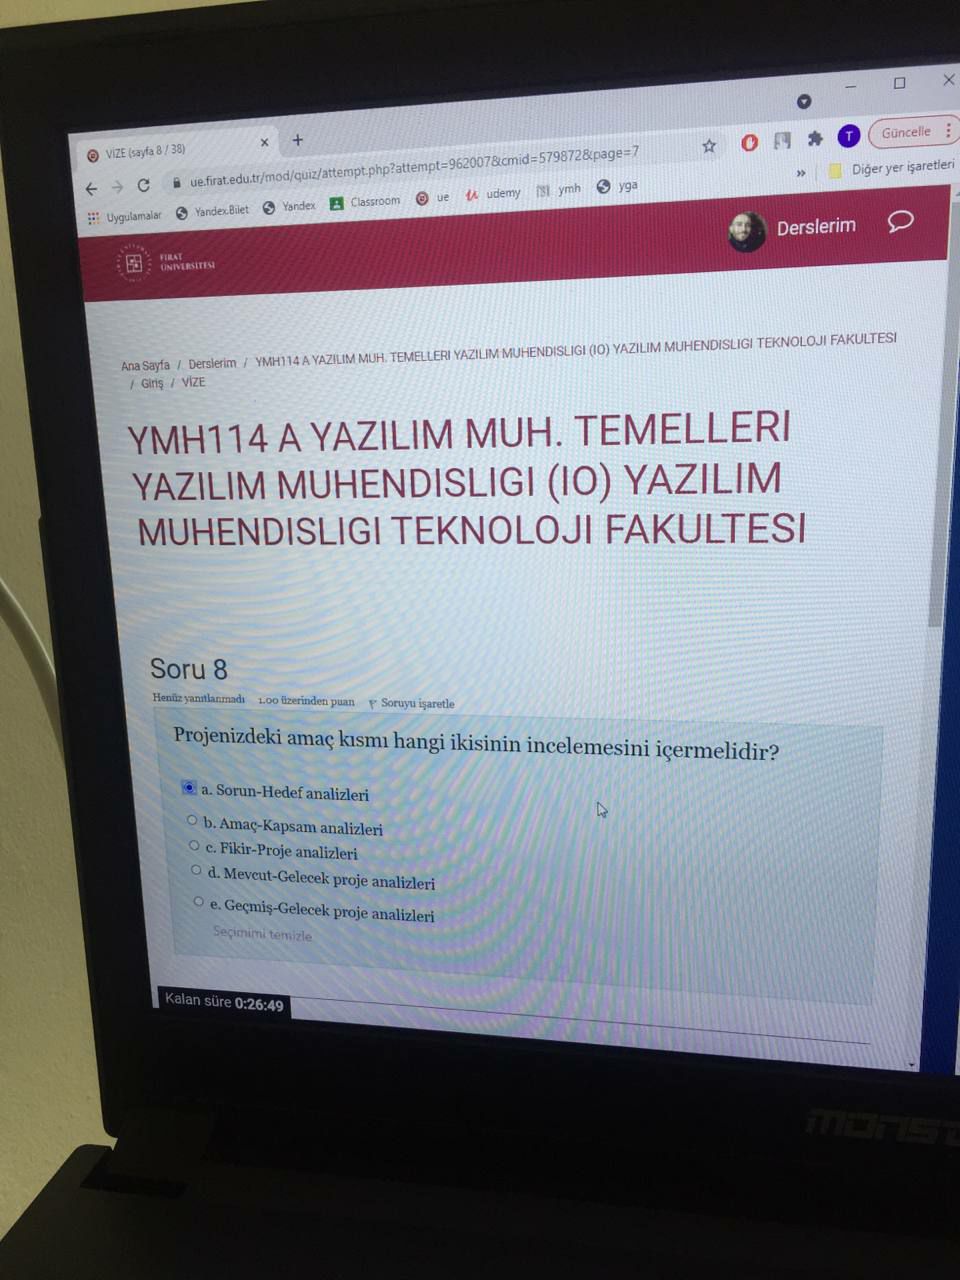 VİZE (sayfa 8 / 38)
ue.firat.edu.tr/mod/quiz/attempt.php?attempt=962007&cmid=579872&page=7
T
Güncelle
Uygulamalar
Yandex.Bilet
Yandex
Classroom
ue
udemy
ymh
yga
»
Diğer yer işaretleri
FIRAT
ÜNİVERSİTESİ
Derslerim
Ana Sayfa / Derslerim / YMH114 A YAZILIM MUH. TEMELLERI YAZILIM MUHENDISLIGI (IO) YAZILIM MUHENDISLIGI TEKNOLOJI FAKULTESI
/ Giriş / VİZE
YMH114 A YAZILIM MUH. TEMELLERI
YAZILIM MUHENDISLIGI (IO) YAZILIM
MUHENDISLIGI TEKNOLOJI FAKULTESI
Soru 8
Henüz yanıtlanmadı 1.00 üzerinden puan Soruyu işaretle
Projenizdeki amaç kısmı hangi ikisinin incelemesini içermelidir?
a. Sorun-Hedef analizleri
b. Amaç-Kapsam analizleri
c. Fikir-Proje analizleri
d. Mevcut-Gelecek proje analizleri
e. Geçmiş-Gelecek proje analizleri
Seçimimi temizle
Kalan süre 0:26:49